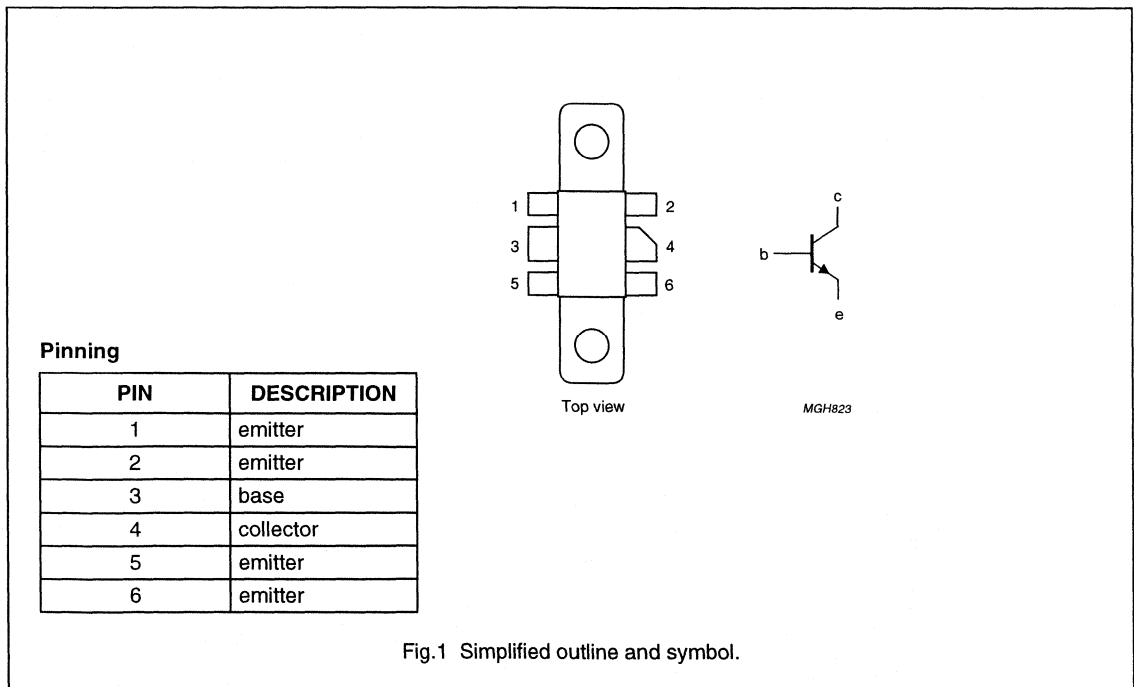 1
2
3
4
5
6
c
b
e
Top view
MGH823
Pinning
PIN DESCRIPTION
1 emitter
2 emitter
3 base
4 collector
5 emitter
6 emitter
Fig.1 Simplified outline and symbol.